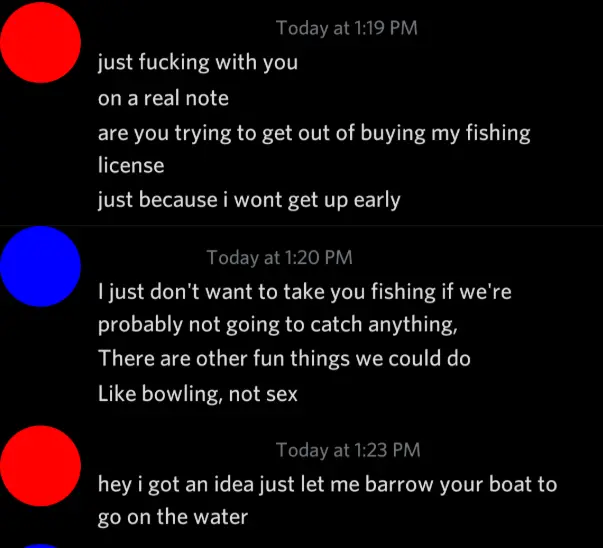 Today at 1:19 PM
just fucking with you
on a real note
are you trying to get out of buying my fishing
license
just because i wont get up early
Today at 1:20 PM
I just don't want to take you fishing if we're
probably not going to catch anything,
There are other fun things we could do
Like bowling, not sex
Today at 1:23 PM
hey i got an idea just let me barrow your boat to
go on the water